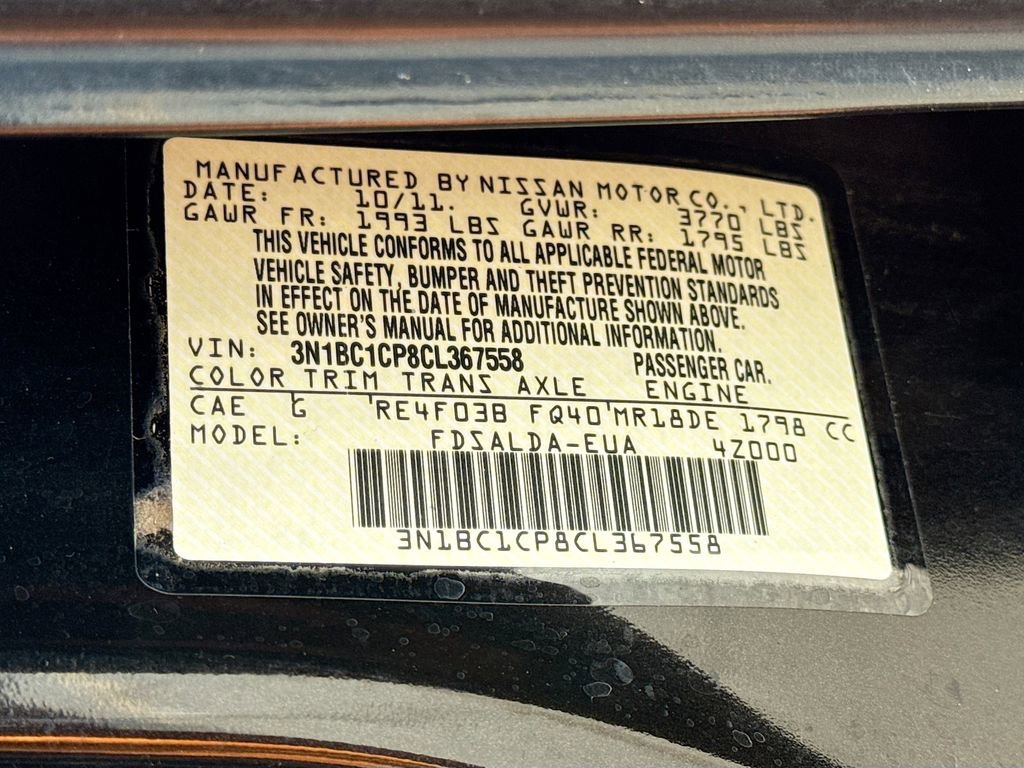 MANUFACTURED BY NISSAN MOTOR CO., LTD.
DATE: 10/11. GVWR: 3770 LBS
GAWR FR: 1993 LBS GAWR RR: 1795 LBS
THIS VEHICLE CONFORMS TO ALL APPLICABLE FEDERAL MOTOR
VEHICLE SAFETY, BUMPER AND THEFT PREVENTION STANDARDS
IN EFFECT ON THE DATE OF MANUFACTURE SHOWN ABOVE.
SEE OWNER'S MANUAL FOR ADDITIONAL INFORMATION.
VIN: 3N1BC1CP8CL367558 PASSENGER CAR.
COLOR TRIM TRANS AXLE ENGINE
CAE G RE4F03B FQ40 MR18DE 1798 CC
MODEL: FDSALDA-EUA 4Z000
3N1BC1CP8CL367558